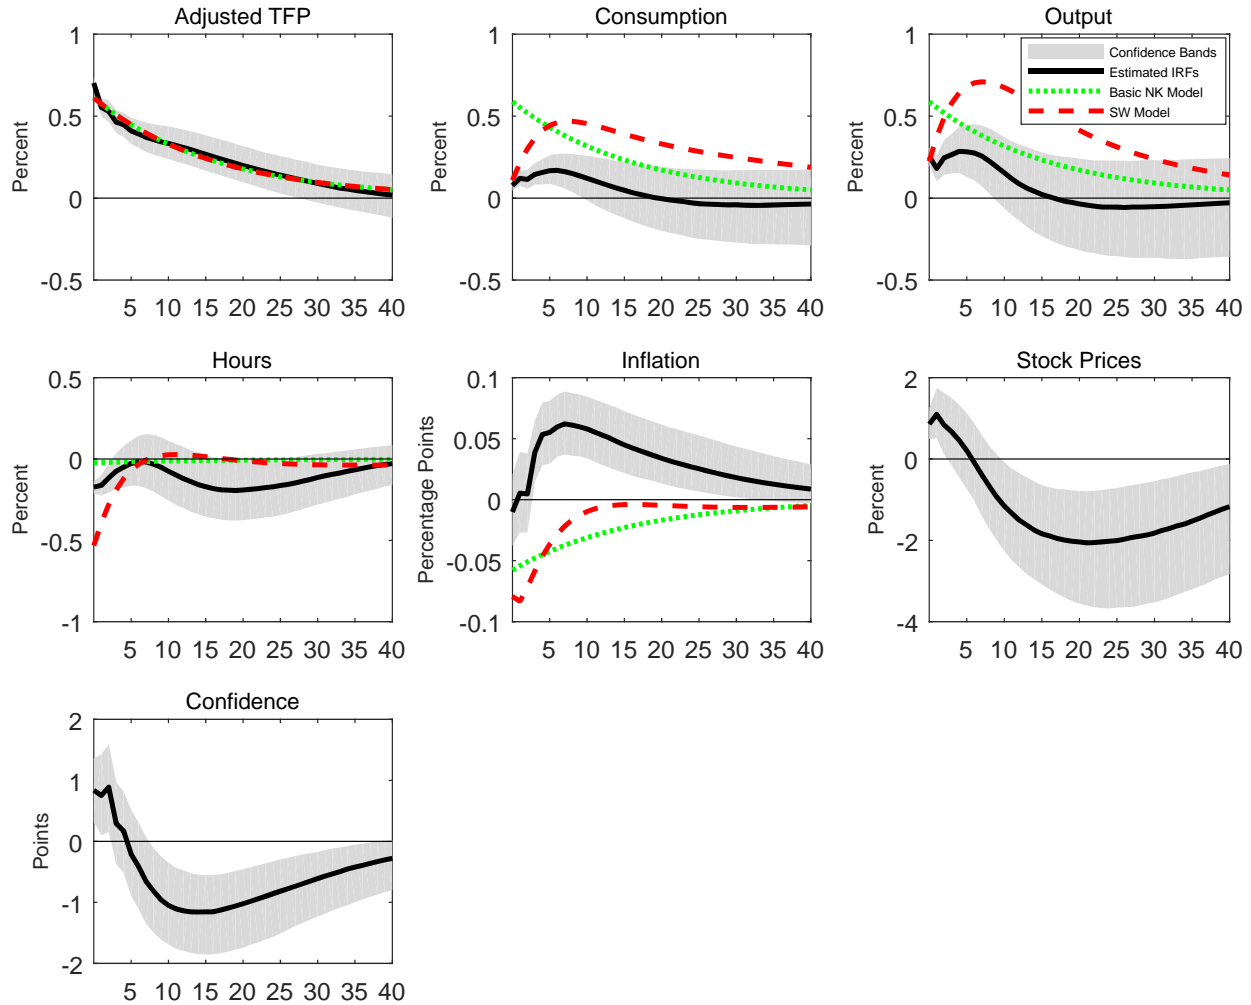 Adjusted TFP
Percent
1
0.5
0
-0.5
5 10 15 20 25 30 35 40
Consumption
Percent
1
0.5
0
-0.5
5 10 15 20 25 30 35 40
Output
Percent
1
0.5
0
-0.5
5 10 15 20 25 30 35 40
Confidence Bands
Estimated IRFs
Basic NK Model
SW Model
Hours
Percent
0.5
0
-0.5
-1
5 10 15 20 25 30 35 40
Inflation
Percentage Points
0.1
0.05
0
-0.05
-0.1
5 10 15 20 25 30 35 40
Stock Prices
Percent
2
0
-2
-4
5 10 15 20 25 30 35 40
Confidence
Points
2
1
0
-1
-2
5 10 15 20 25 30 35 40